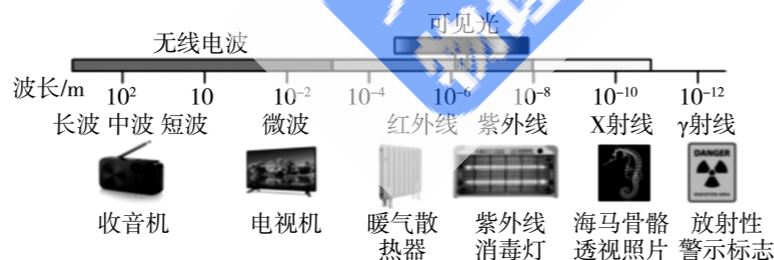 可见光
无线电波
波长/m 10² 10 10⁻² 10⁻⁴ 10⁻⁶ 10⁻⁸ 10⁻¹⁰ 10⁻¹²
长波 中波 短波 微波 红外线 紫外线 X射线 γ射线
DANGER
收音机 电视机 暖气散热器 紫外线消毒灯 海马骨骼透视照片 放射性警示标志